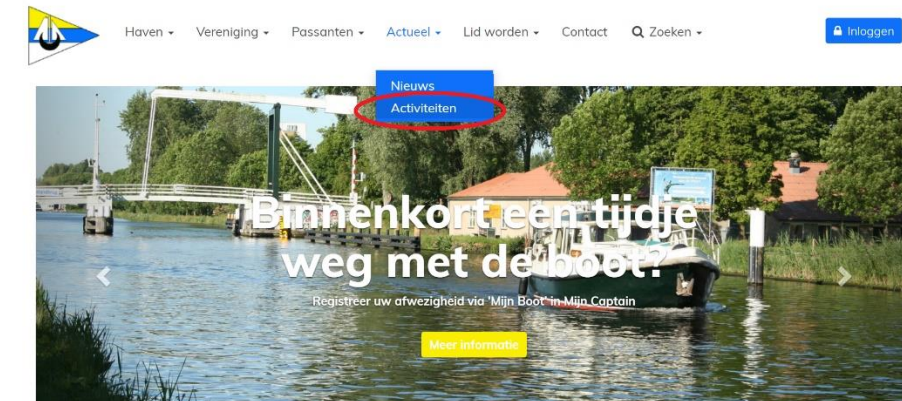 Haven Vereniging Passanten Actueel Lid worden Contact Zoeken Inloggen
Nieuws
Activiteiten
Binnenkort een tijdje
weg met de boot?
Registreer uw afwezigheid via 'Mijn Boot' in Mijn Captain
Meer informatie